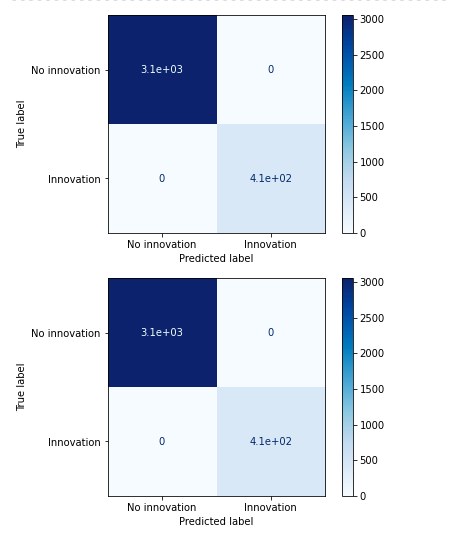 3000
3.1e+03 0
No innovation
2500
2000
True label
1500
1000
Innovation
0 4.1e+02
500
0
No innovation Innovation
Predicted label
3000
3.1e+03 0
No innovation
2500
2000
True label
1500
1000
Innovation
0 4.1e+02
500
0
No innovation Innovation
Predicted label